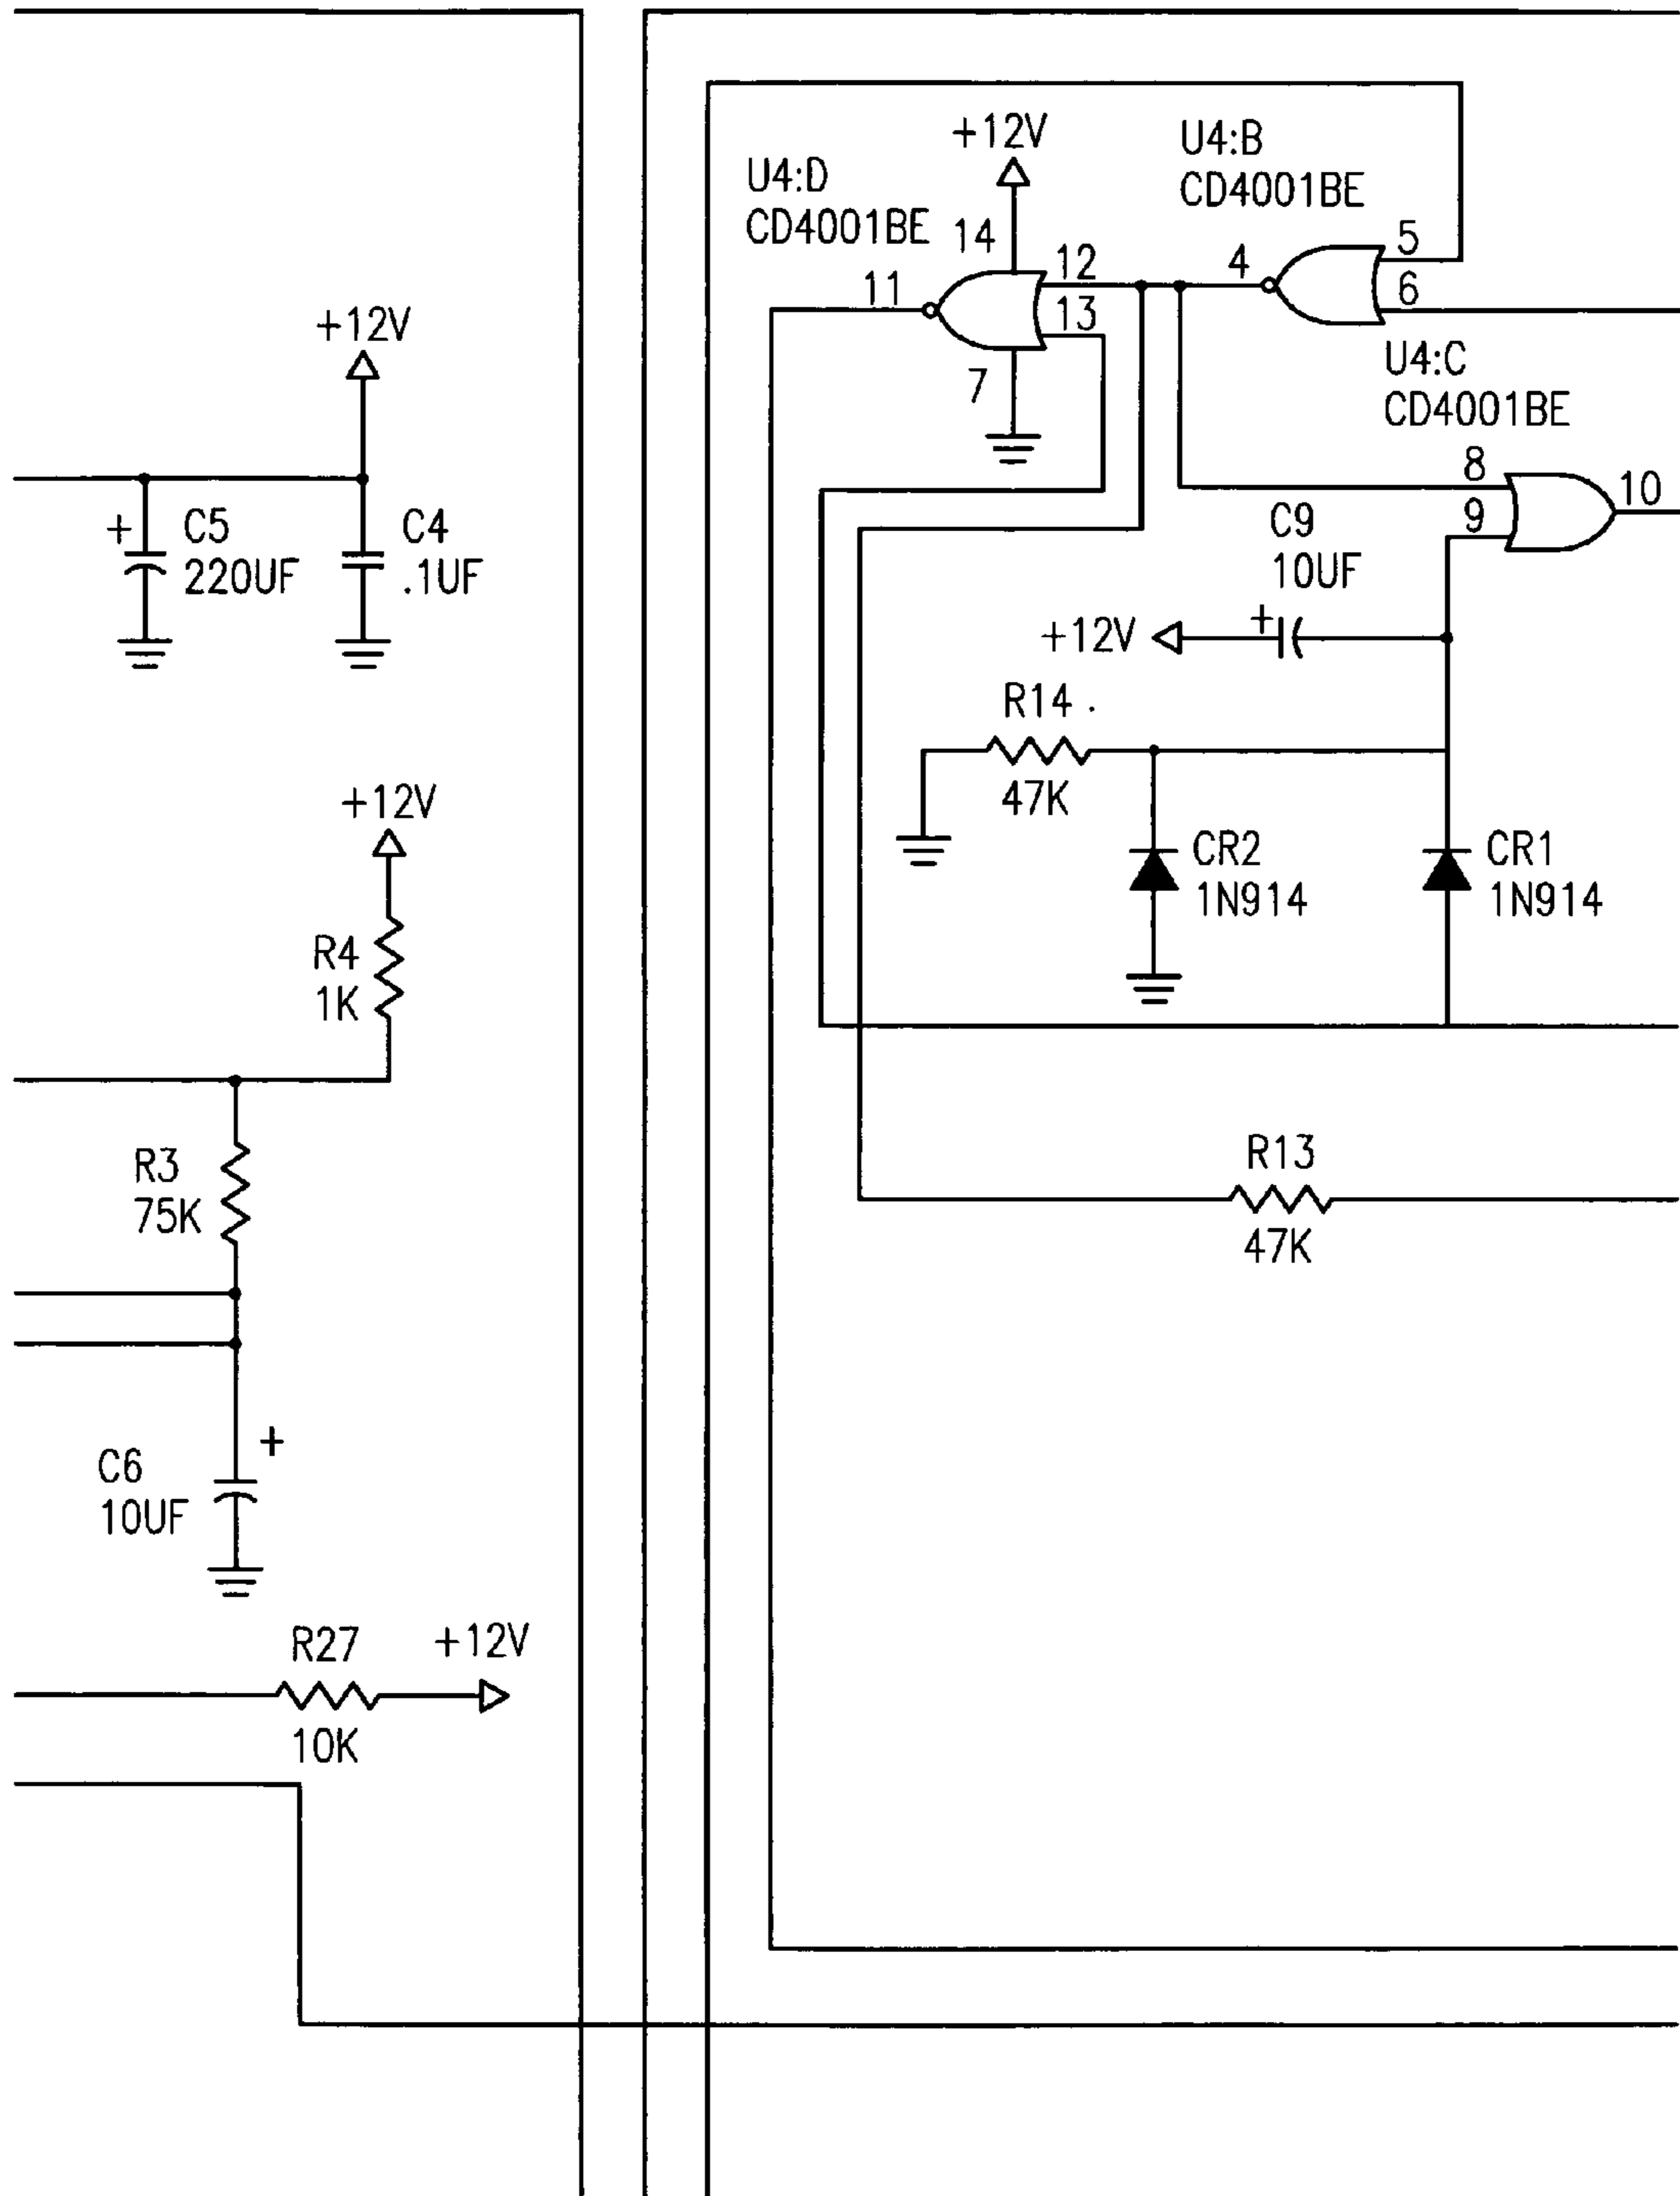 +12V
C5
220UF
+
C4
.1UF
+12V
R4
1K
R3
75K
C6
10UF
+
R27
10K
+12V
U4:D
CD4001BE
+12V
14
11
12
13
7
U4:B
CD4001BE
4
5
6
U4:C
CD4001BE
8
9
10
C9
10UF
+12V
+
R14
47K
CR2
1N914
CR1
1N914
R13
47K